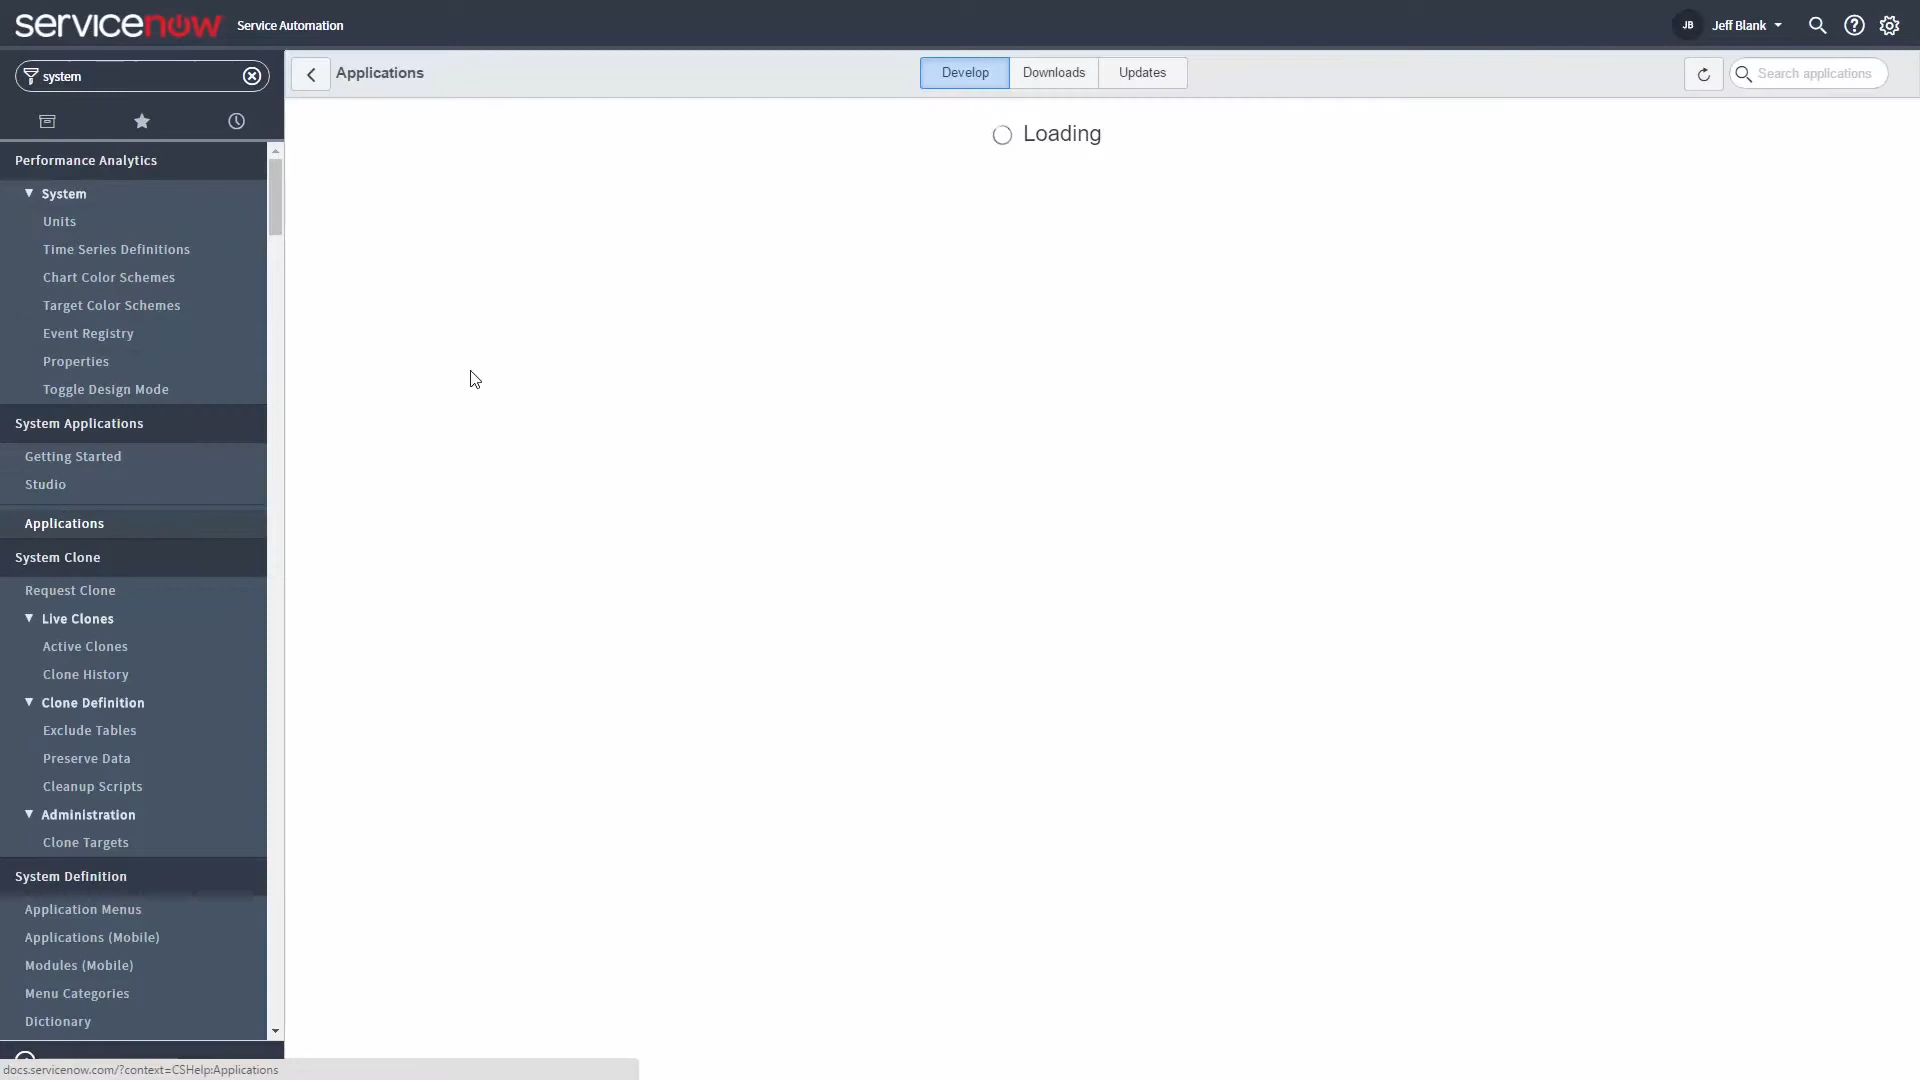 servicenow Service Automation
JB Jeff Blank
system
Applications
Develop Downloads Updates
Search applications
Loading
Performance Analytics
System
Units
Time Series Definitions
Chart Color Schemes
Target Color Schemes
Event Registry
Properties
Toggle Design Mode
System Applications
Getting Started
Studio
Applications
System Clone
Request Clone
Live Clones
Active Clones
Clone History
Clone Definition
Exclude Tables
Preserve Data
Cleanup Scripts
Administration
Clone Targets
System Definition
Application Menus
Applications (Mobile)
Modules (Mobile)
Menu Categories
Dictionary
docs.servicenow.com/?context=CSHelp:Applications